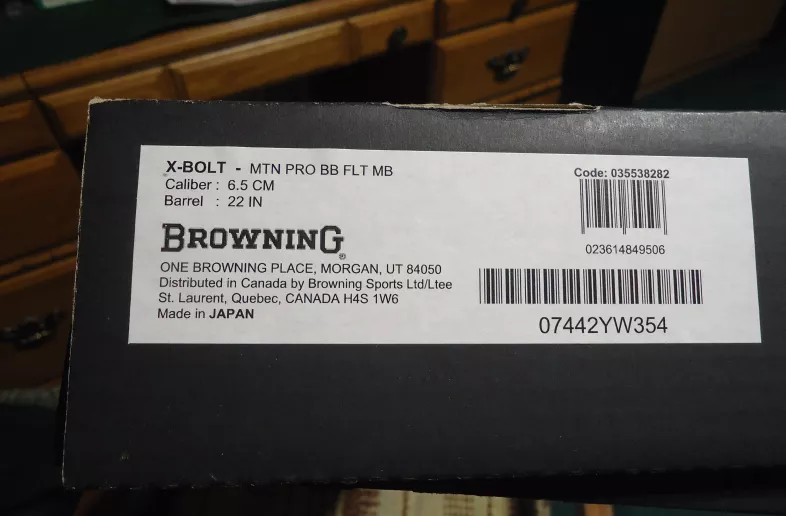 X-BOLT - MTN PRO BB FLT MB
Caliber : 6.5 CM
Barrel : 22 IN
BROWNING®
ONE BROWNING PLACE, MORGAN, UT 84050
Distributed in Canada by Browning Sports Ltd/Ltee
St. Laurent, Quebec, CANADA H4S 1W6
Made in JAPAN
Code: 035538282
023614849506
07442YW354